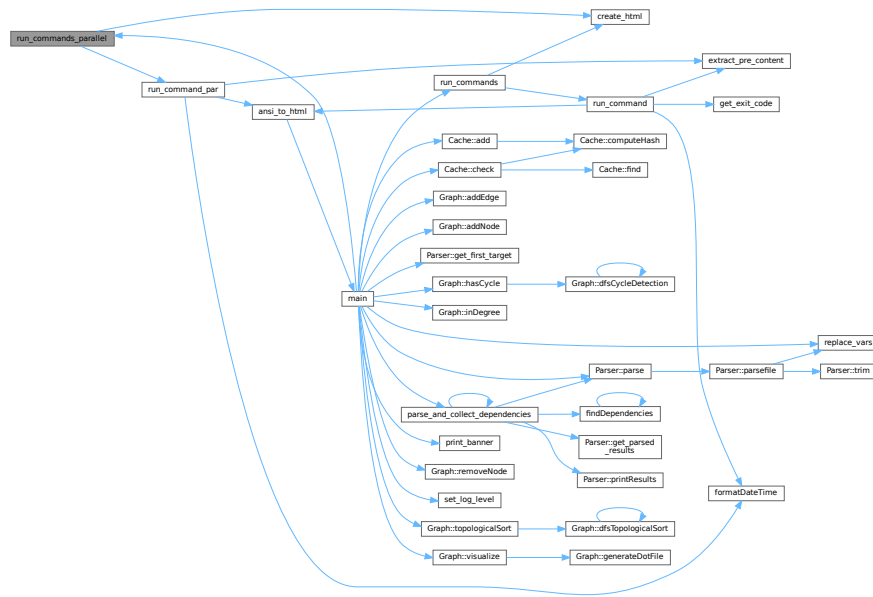 run_commands_parallel
create_html
extract_pre_content
run_command_par
run_commands
run_command
get_exit_code
ansi_to_html
Cache::add
Cache::computeHash
Cache::check
Cache::find
Graph::addEdge
Graph::addNode
Parser::get_first_target
Graph::hasCycle
Graph::dfsCycleDetection
main
Graph::inDegree
replace_vars
Parser::parse
Parser::parsefile
Parser::trim
parse_and_collect_dependencies
findDependencies
print_banner
Parser::get_parsed
_results
Graph::removeNode
Parser::printResults
set_log_level
formatDateTime
Graph::topologicalSort
Graph::dfsTopologicalSort
Graph::visualize
Graph::generateDotFile